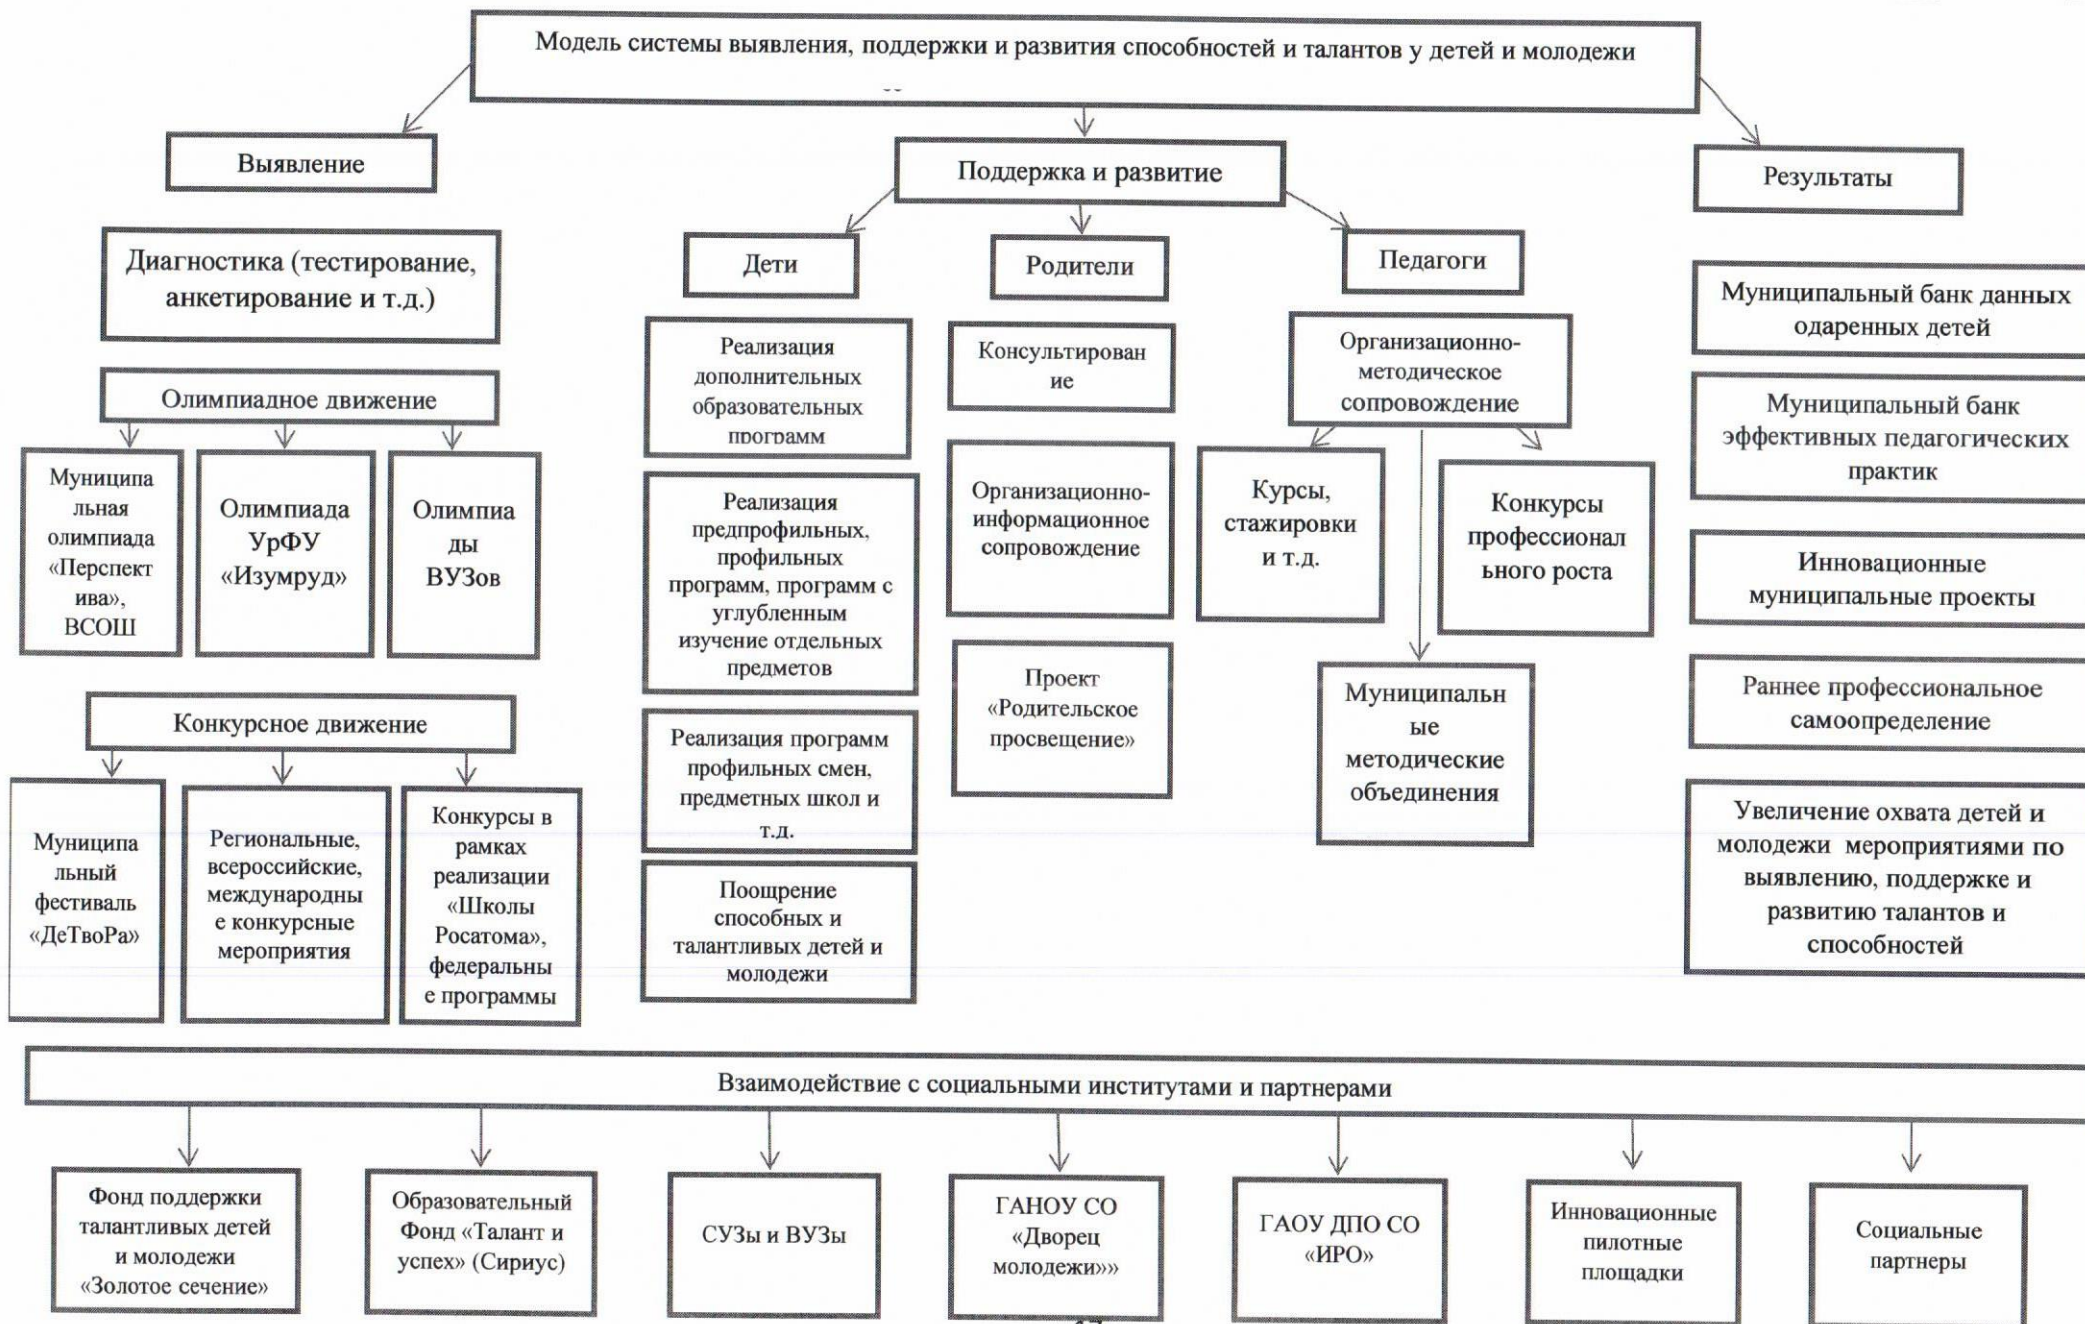 Модель системы выявления, поддержки и развития способностей и талантов у детей и молодежи
Выявление
Диагностика (тестирование,
анкетирование и т.д.)
Олимпиадное движение
Муниципа
льная
олимпиада
«Перспект
ива»,
ВСОШ
Олимпиада
УрФУ
«Изумруд»
Олимпиа
ды
ВУЗов
Конкурсное движение
Муниципа
льный
фестиваль
«ДеТвоРа»
Региональные,
всероссийские,
международны
е конкурсные
мероприятия
Конкурсы в
рамках
реализации
«Школы
Росатома»,
федеральны
е программы
Поддержка и развитие
Дети
Реализация
дополнительных
образовательных
программ
Реализация
предпрофильных,
профильных
программ, программ с
углубленным
изучение отдельных
предметов
Реализация программ
профильных смен,
предметных школ и
т.д.
Поощрение
способных и
талантливых детей и
молодежи
Родители
Консультирован
ие
Организационно-
информационное
сопровождение
Проект
«Родительское
просвещение»
Педагоги
Организационно-
методическое
сопровождение
Курсы,
стажировки
и т.д.
Муниципальн
ые
методические
объединения
Конкурсы
профессионал
ьного роста
Результаты
Муниципальный банк данных
одаренных детей
Муниципальный банк
эффективных педагогических
практик
Инновационные
муниципальные проекты
Раннее профессиональное
самоопределение
Увеличение охвата детей и
молодежи мероприятиями по
выявлению, поддержке и
развитию талантов и
способностей
Взаимодействие с социальными институтами и партнерами
Фонд поддержки
талантливых детей
и молодежи
«Золотое сечение»
Образовательный
Фонд «Талант и
успех» (Сириус)
СУЗы и ВУЗы
ГАНОУ СО
«Дворец
молодежи»»
ГАОУ ДПО СО
«ИРО»
Инновационные
пилотные
площадки
Социальные
партнеры